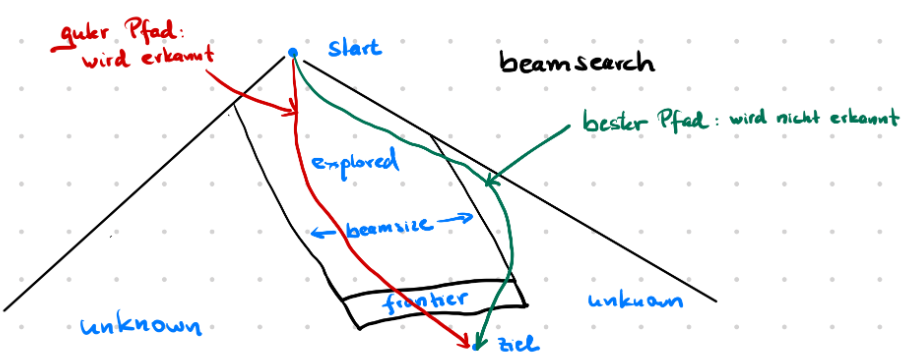 guter Pfad:
wird erkannt
Start
beamsearch
bester Pfad: wird nicht erkannt
explored
beamsize
frontier
unknown
unknown
Ziel